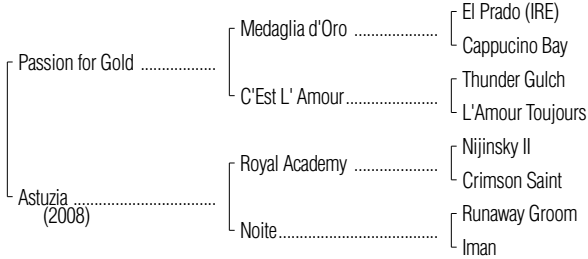 El Prado (IRE)
Medaglia d'Oro ....................
Cappucino Bay
Passion for Gold ..................
Thunder Gulch
C'Est L' Amour......................
L'Amour Toujours
Nijinsky II
Royal Academy ....................
Crimson Saint
Astuzia ..................................
(2008)
Runaway Groom
Noite......................................
Iman